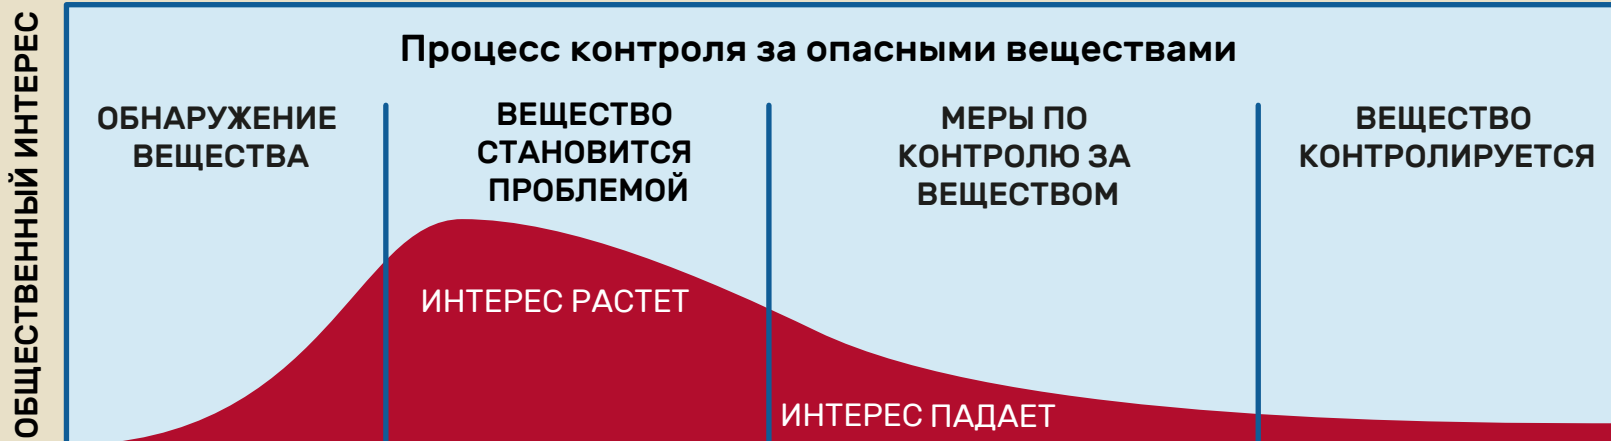 ОБЩЕСТВЕННЫЙ ИНТЕРЕС
Процесс контроля за опасными веществами
ОБНАРУЖЕНИЕ
ВЕЩЕСТВА
ВЕЩЕСТВО
СТАНОВИТСЯ
ПРОБЛЕМОЙ
МЕРЫ ПО
КОНТРОЛЮ ЗА
ВЕЩЕСТВОМ
ВЕЩЕСТВО
КОНТРОЛИРУЕТСЯ
ИНТЕРЕС РАСТЕТ
ИНТЕРЕС ПАДАЕТ